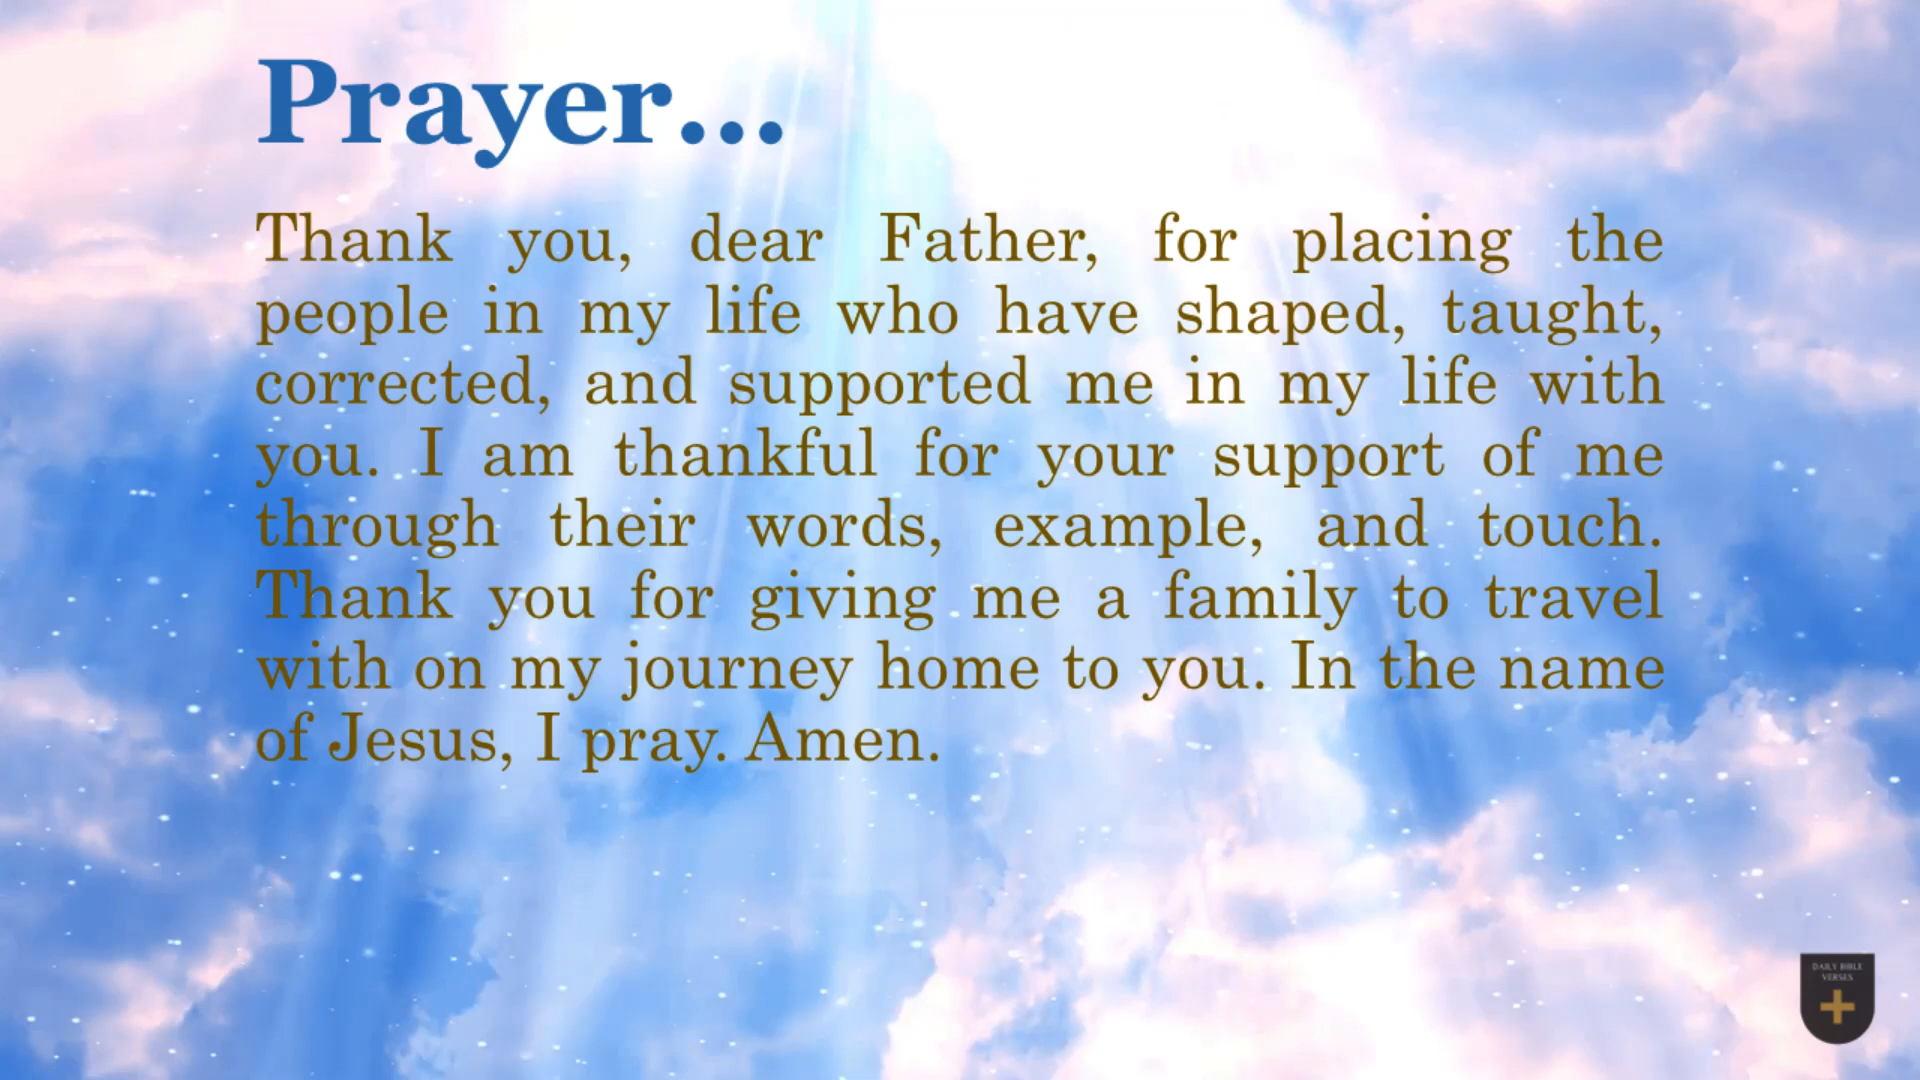 Prayer...
Thank you, dear Father, for placing the
people in my life who have shaped, taught,
corrected, and supported me in my life with
you. I am thankful for your support of me
through their words, example, and touch.
Thank you for giving me a family to travel
with on my journey home to you. In the name
of Jesus, I pray. Amen.
DAILY BIBLE
VERSES